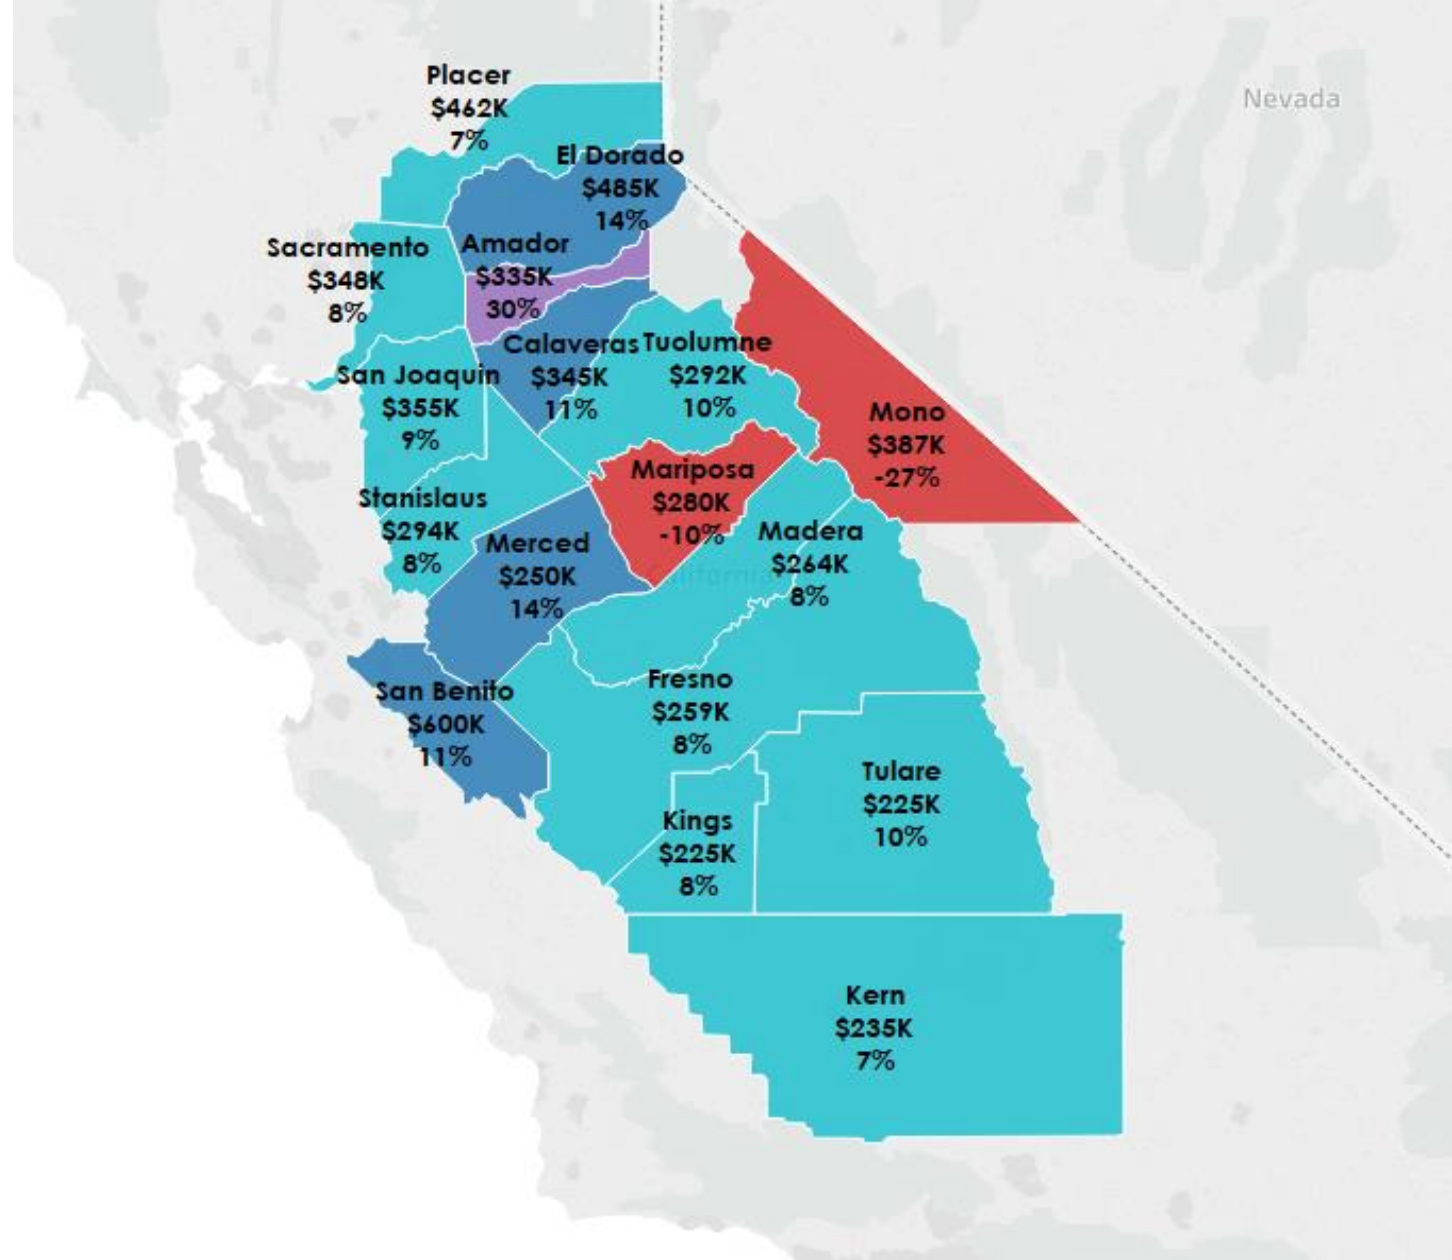 Placer
$462K
7%
Nevada
El Dorado
$485K
14%
Sacramento
$348K
8%
Amador
$335K
30%
Calaveras
$345K
11%
Tuolumne
$292K
10%
San Joaquin
$355K
9%
Mono
$387K
-27%
Mariposa
$280K
-10%
Stanislaus
$294K
8%
Merced
$250K
14%
Madera
$264K
8%
California
San Benito
$600K
11%
Fresno
$259K
8%
Tulare
$225K
10%
Kings
$225K
8%
Kern
$235K
7%